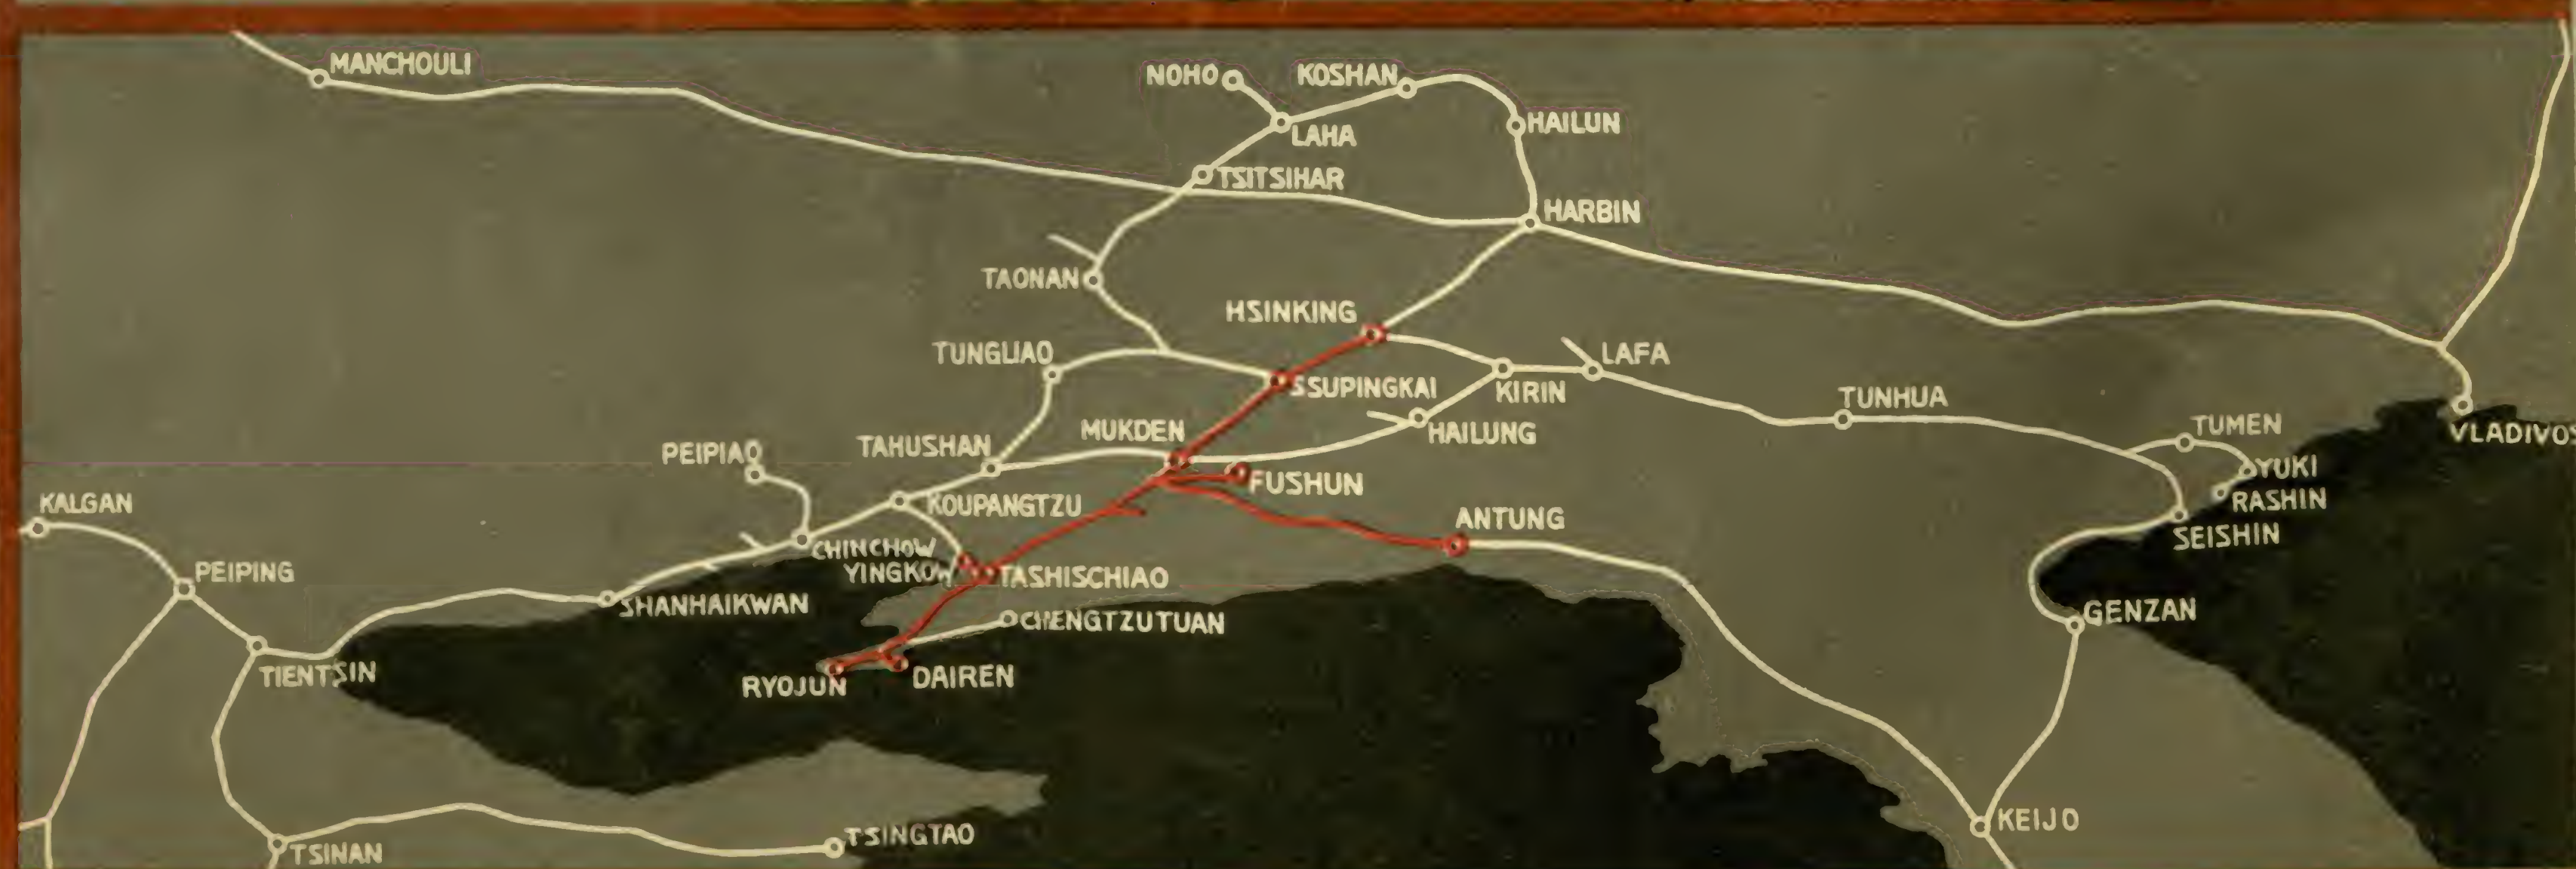 MANCHOULI
NOHO
KOSHAN
LAHA
HAILUN
TSITSIHAR
HARBIN
TAONAN
HSINKING
TUNGLIAO
LAFA
SSUPINGKAI
KIRIN
TUNHUA
MUKDEN
HAILUNG
TUMEN
VLADIVOS
PEIPIAO
TAHUSHAN
YUKI
FUSHUN
RASHIN
KALGAN
KOUPANGTZU
ANTUNG
SEISHIN
CHINCHOW
PEIPING
YINGKOW
TASHISCHIAO
SHANHAIKWAN
CHENGTZUTUAN
GENZAN
TIENTSIN
RYOJUN
DAIREN
KEIJO
TSINGTAO
TSINAN